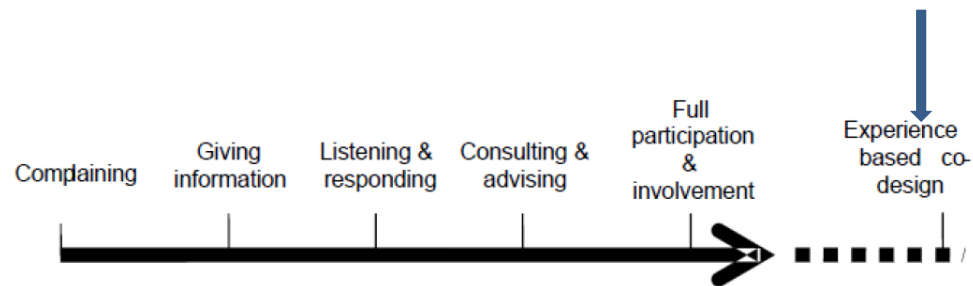 Complaining
Giving
information
Listening &
responding
Consulting &
advising
Full
participation
&
involvement
Experience
based co-
design